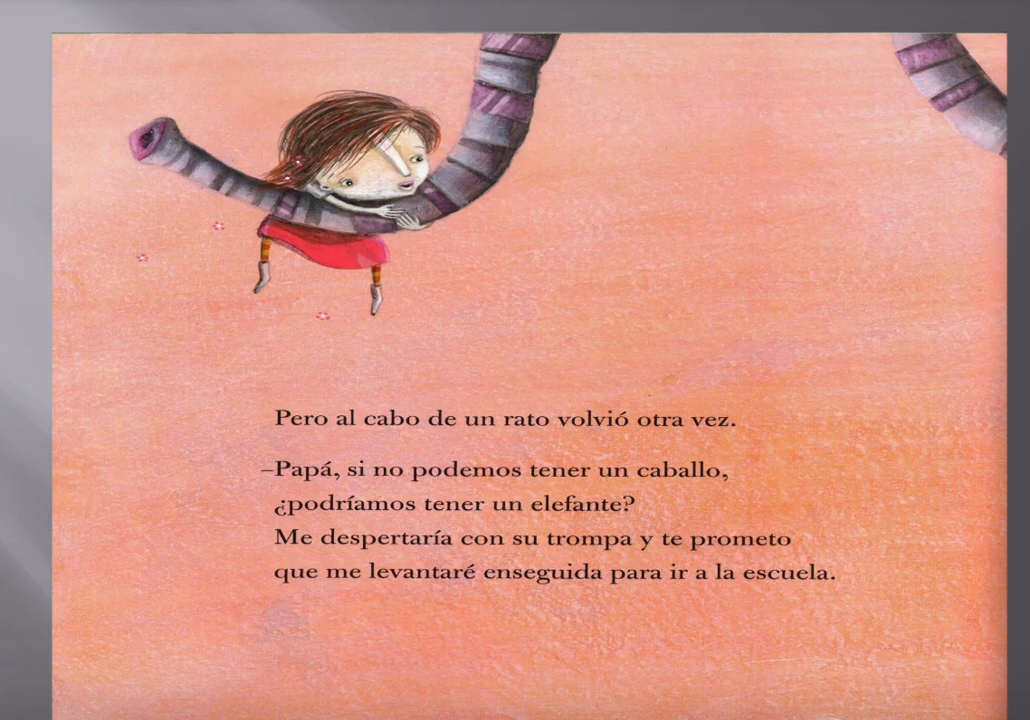 Pero al cabo de un rato volvió otra vez.
–Papá, si no podemos tener un caballo,
¿podríamos tener un elefante?
Me despertaría con su trompa y te prometo
que me levantaré enseguida para ir a la escuela.